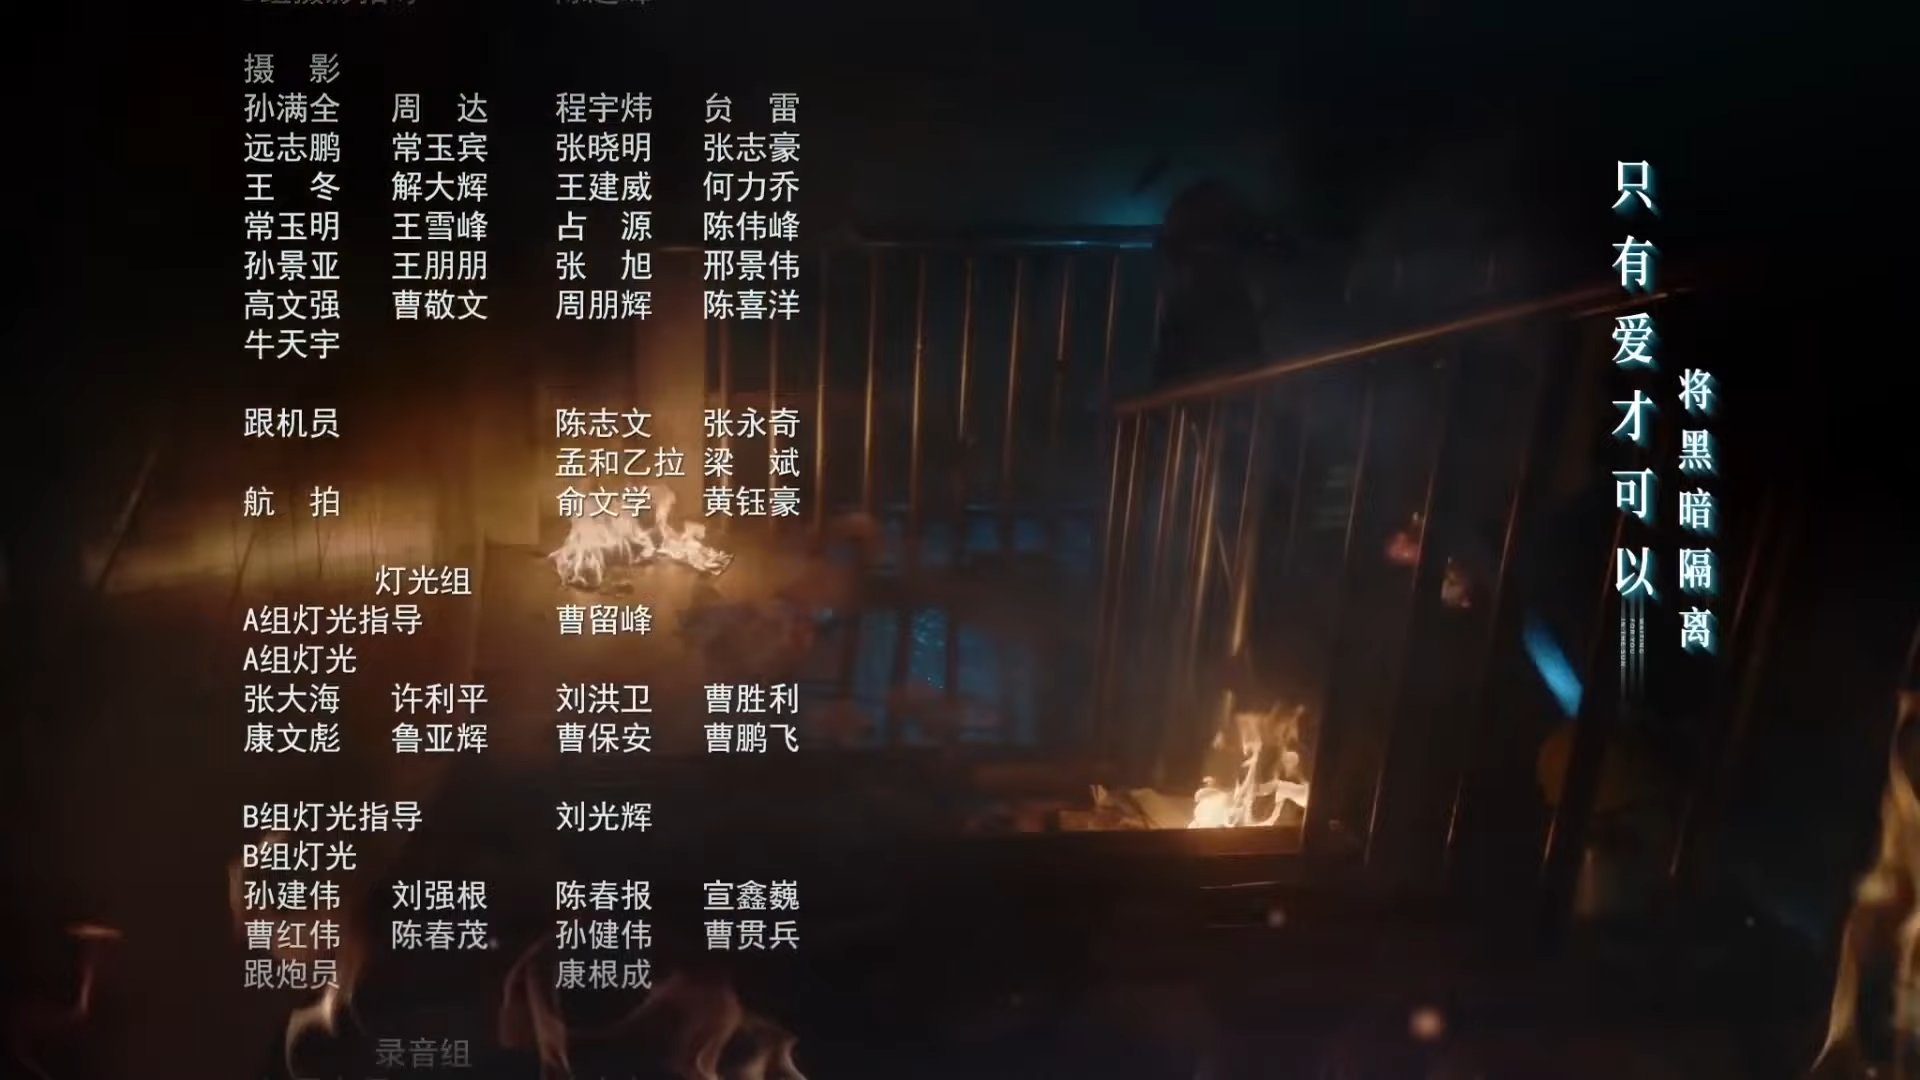 摄　影
孙满全　周　达　程宇炜　贠　雷
远志鹏　常玉宾　张晓明　张志豪
王　冬　解大辉　王建威　何力乔
常玉明　王雪峰　占　源　陈伟峰
孙景亚　王朋朋　张　旭　邢景伟
高文强　曹敬文　周朋辉　陈喜洋
牛天宇
跟机员　陈志文　张永奇
孟和乙拉　梁　斌
航　拍　俞文学　黄钰豪
灯光组
A组灯光指导　曹留峰
A组灯光
张大海　许利平　刘洪卫　曹胜利
康文彪　鲁亚辉　曹保安　曹鹏飞
B组灯光指导　刘光辉
B组灯光
孙建伟　刘强根　陈春报　宣鑫巍
曹红伟　陈春茂　孙健伟　曹贯兵
跟炮员　康根成
录音组
只有爱才可以
将黑暗隔离